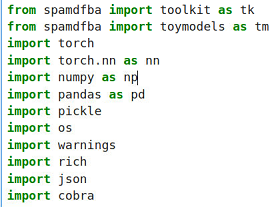 from spamdfba import toolkit as tk
from spamdfba import toymodels as tm
import torch
import torch.nn as nn
import numpy as np
import pandas as pd
import pickle
import os
import warnings
import rich
import json
import cobra